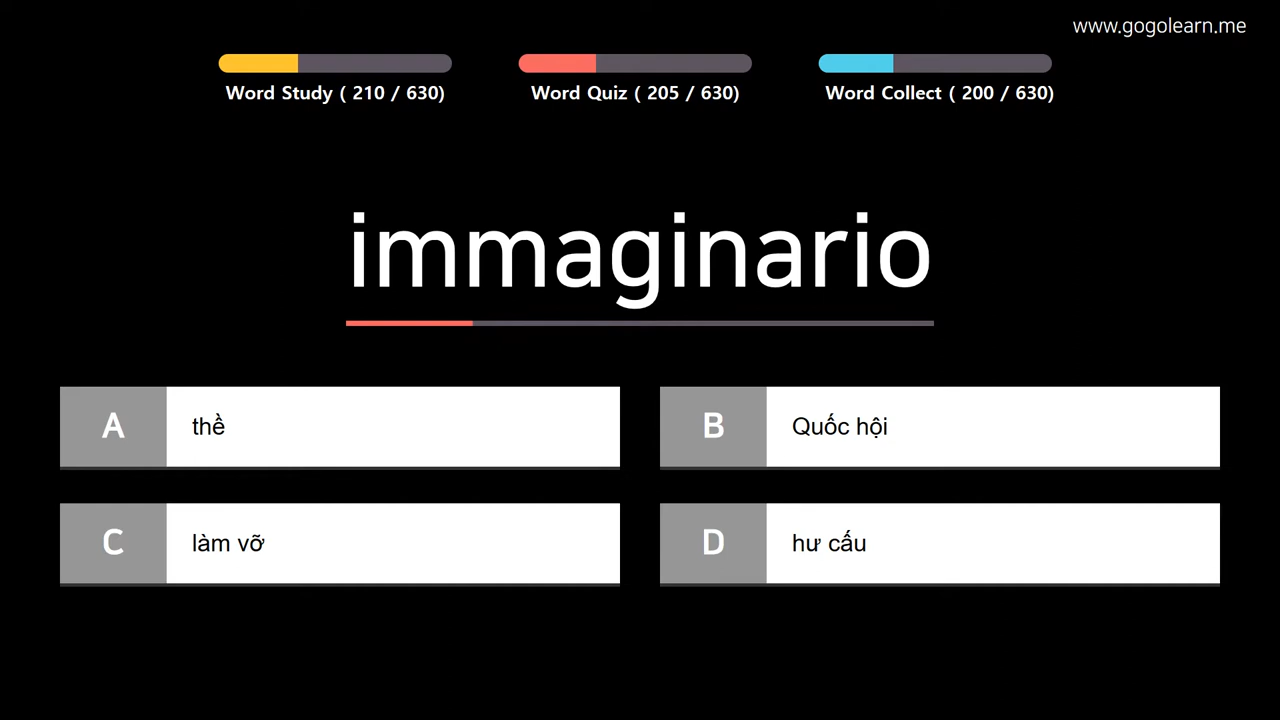 www.gogolearn.me
Word Study ( 210 / 630)
Word Quiz ( 205 / 630)
Word Collect ( 200 / 630)
immaginario
A thề
B Quốc hội
C làm vỡ
D hư cấu